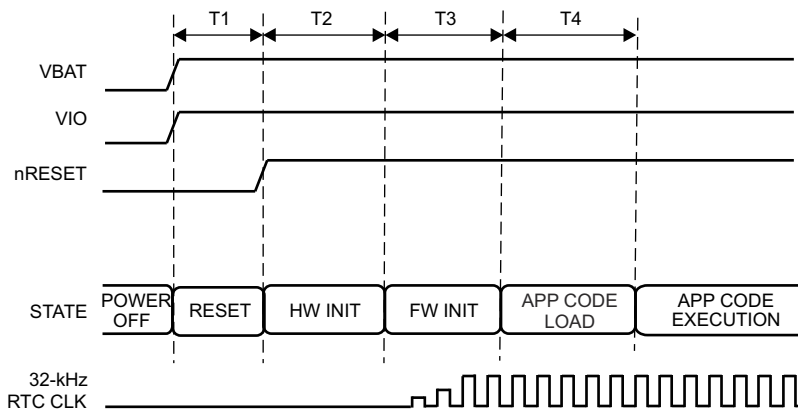 T1 T2 T3 T4
VBAT
VIO
nRESET
STATE
POWER
OFF
RESET
HW INIT
FW INIT
APP CODE
LOAD
APP CODE
EXECUTION
32-kHz
RTC CLK